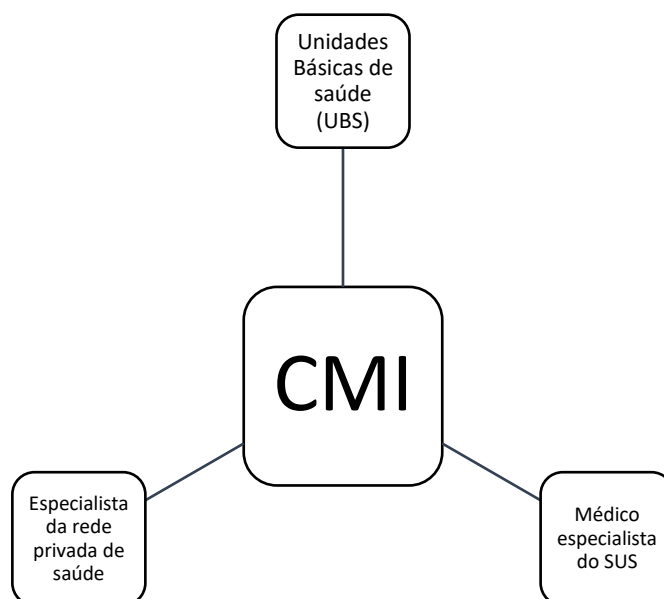 Unidades
Básicas de
saúde
(UBS)
CMI
Especialista
da rede
privada de
saúde
Médico
especialista
do SUS